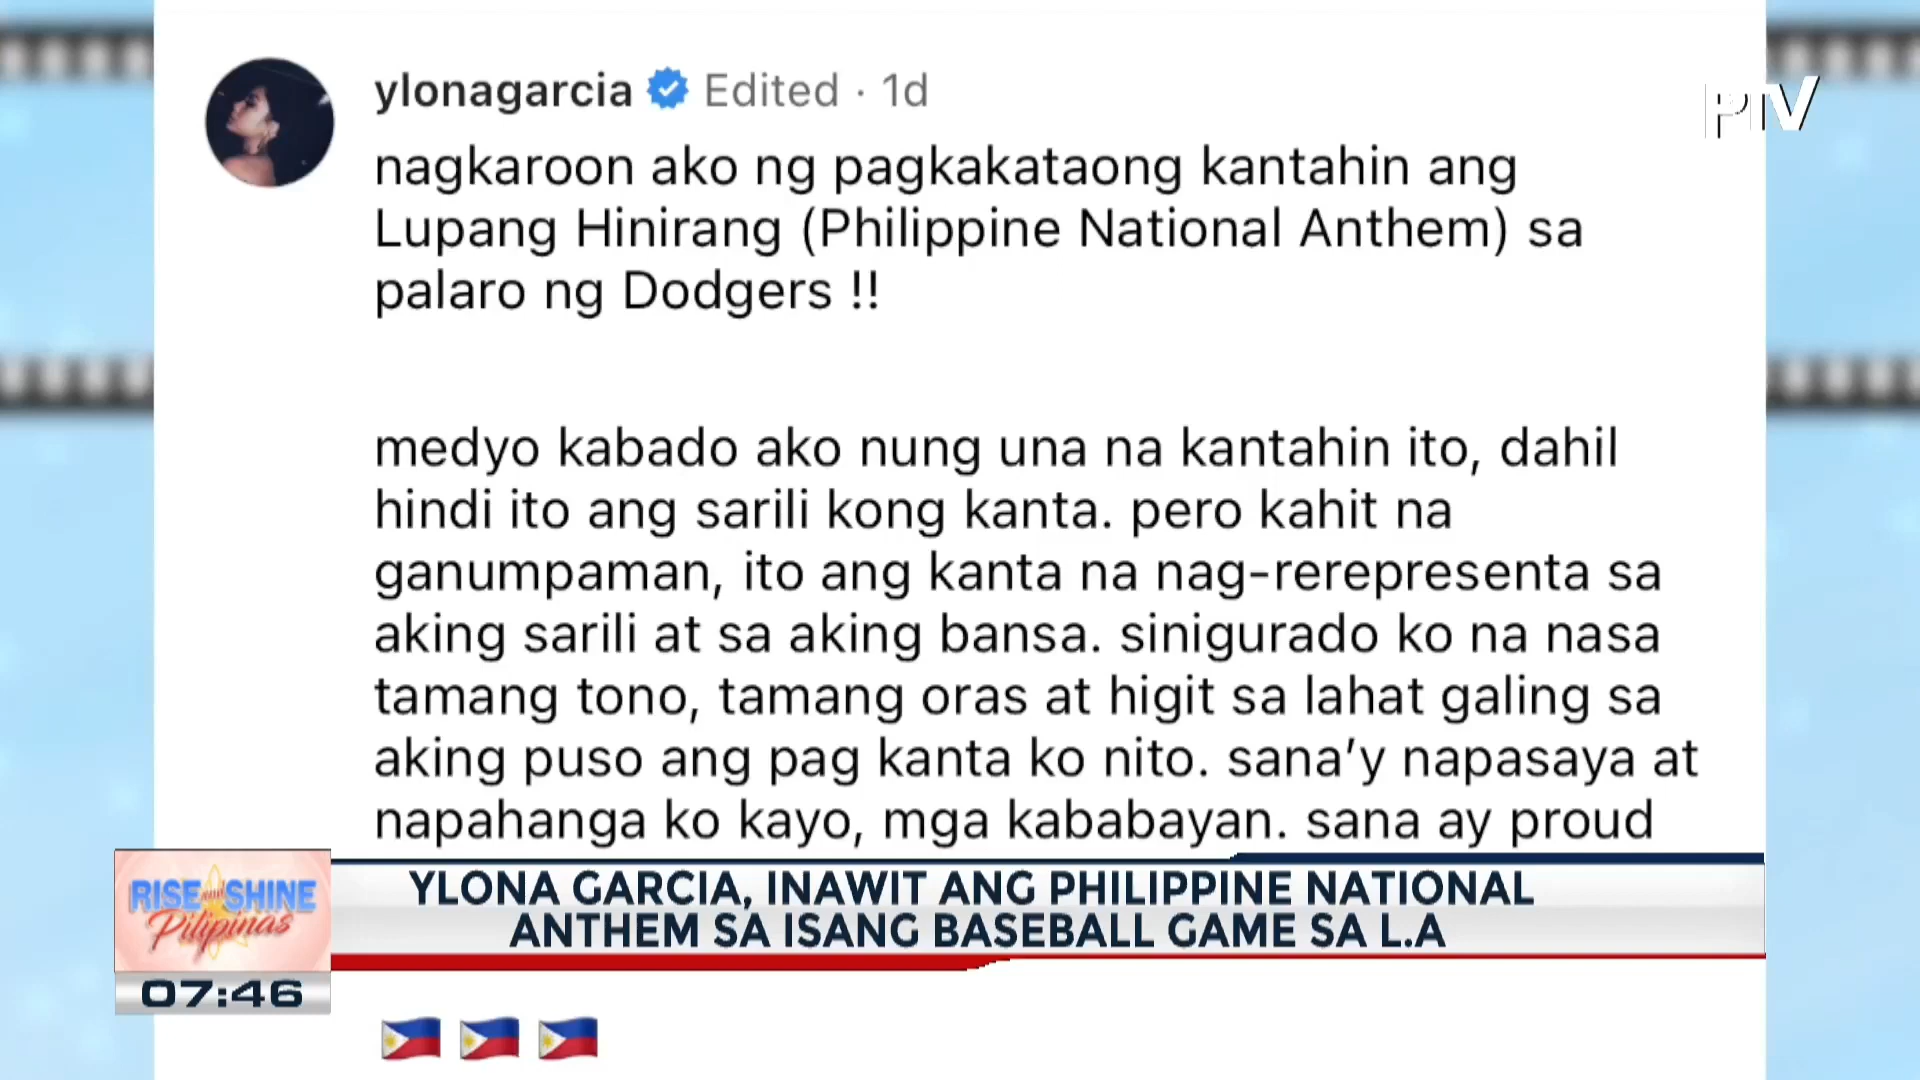 ylonagarcia Edited · 1d
PTV
nagkaroon ako ng pagkakataong kantahin ang
Lupang Hinirang (Philippine National Anthem) sa
palaro ng Dodgers !!
medyo kabado ako nung una na kantahin ito, dahil
hindi ito ang sarili kong kanta. pero kahit na
ganumpaman, ito ang kanta na nag-rerepresenta sa
aking sarili at sa aking bansa. sinigurado ko na nasa
tamang tono, tamang oras at higit sa lahat galing sa
aking puso ang pag kanta ko nito. sana’y napasaya at
napahanga ko kayo, mga kababayan. sana ay proud
RISE and SHINE
Pilipinas
YLONA GARCIA, INAWIT ANG PHILIPPINE NATIONAL
ANTHEM SA ISANG BASEBALL GAME SA L.A
07:46